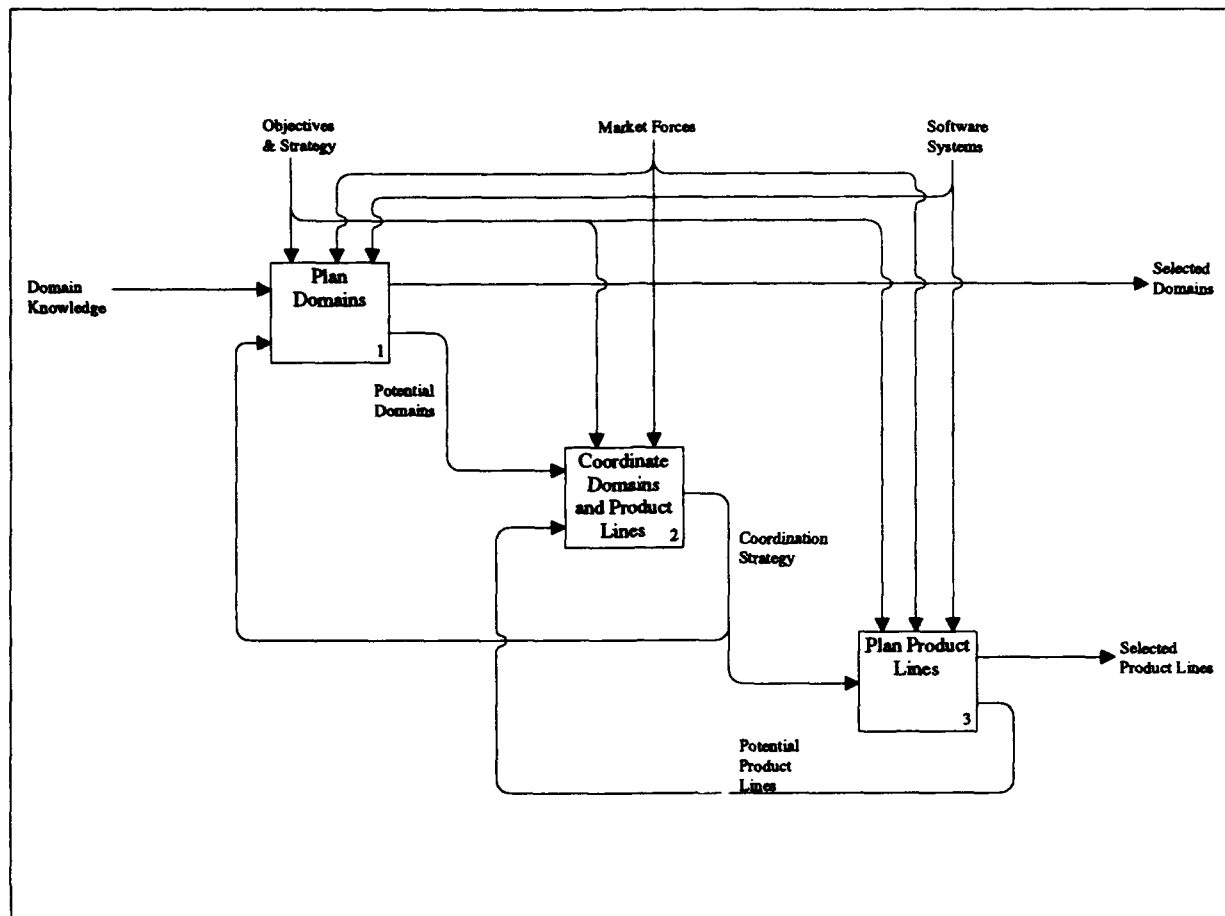 Objectives
& Strategy
Market Forces
Software
Systems
Domain
Knowledge
Plan
Domains
1
Selected
Domains
Potential
Domains
Coordinate
Domains
and Product
Lines
2
Coordination
Strategy
Plan Product
Lines
3
Selected
Product Lines
Potential
Product
Lines